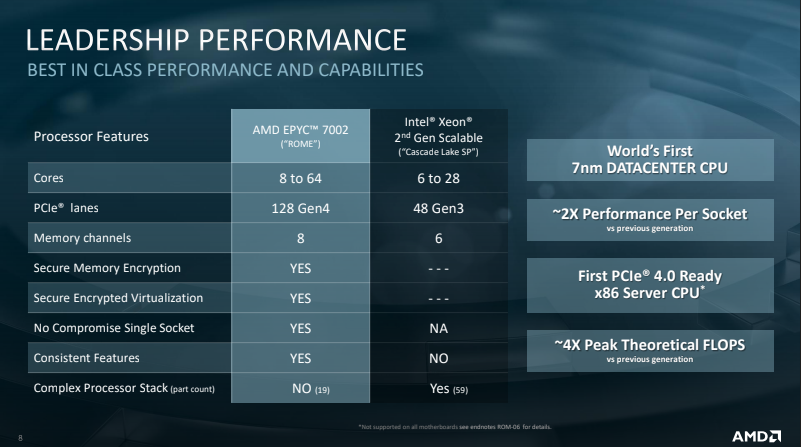 LEADERSHIP PERFORMANCE
BEST IN CLASS PERFORMANCE AND CAPABILITIES
Processor Features
AMD EPYC™ 7002
("ROME")
Intel® Xeon®
2nd Gen Scalable
("Cascade Lake SP")
Cores 8 to 64 6 to 28
PCIe® lanes 128 Gen4 48 Gen3
Memory channels 8 6
Secure Memory Encryption YES - - -
Secure Encrypted Virtualization YES - - -
No Compromise Single Socket YES NA
Consistent Features YES NO
Complex Processor Stack (part count) NO (19) Yes (59)
World's First
7nm DATACENTER CPU
~2X Performance Per Socket
vs previous generation
First PCIe® 4.0 Ready
x86 Server CPU*
~4X Peak Theoretical FLOPS
vs previous generation
*Not supported on all motherboards see endnotes ROM-06 for details.
8
AMD